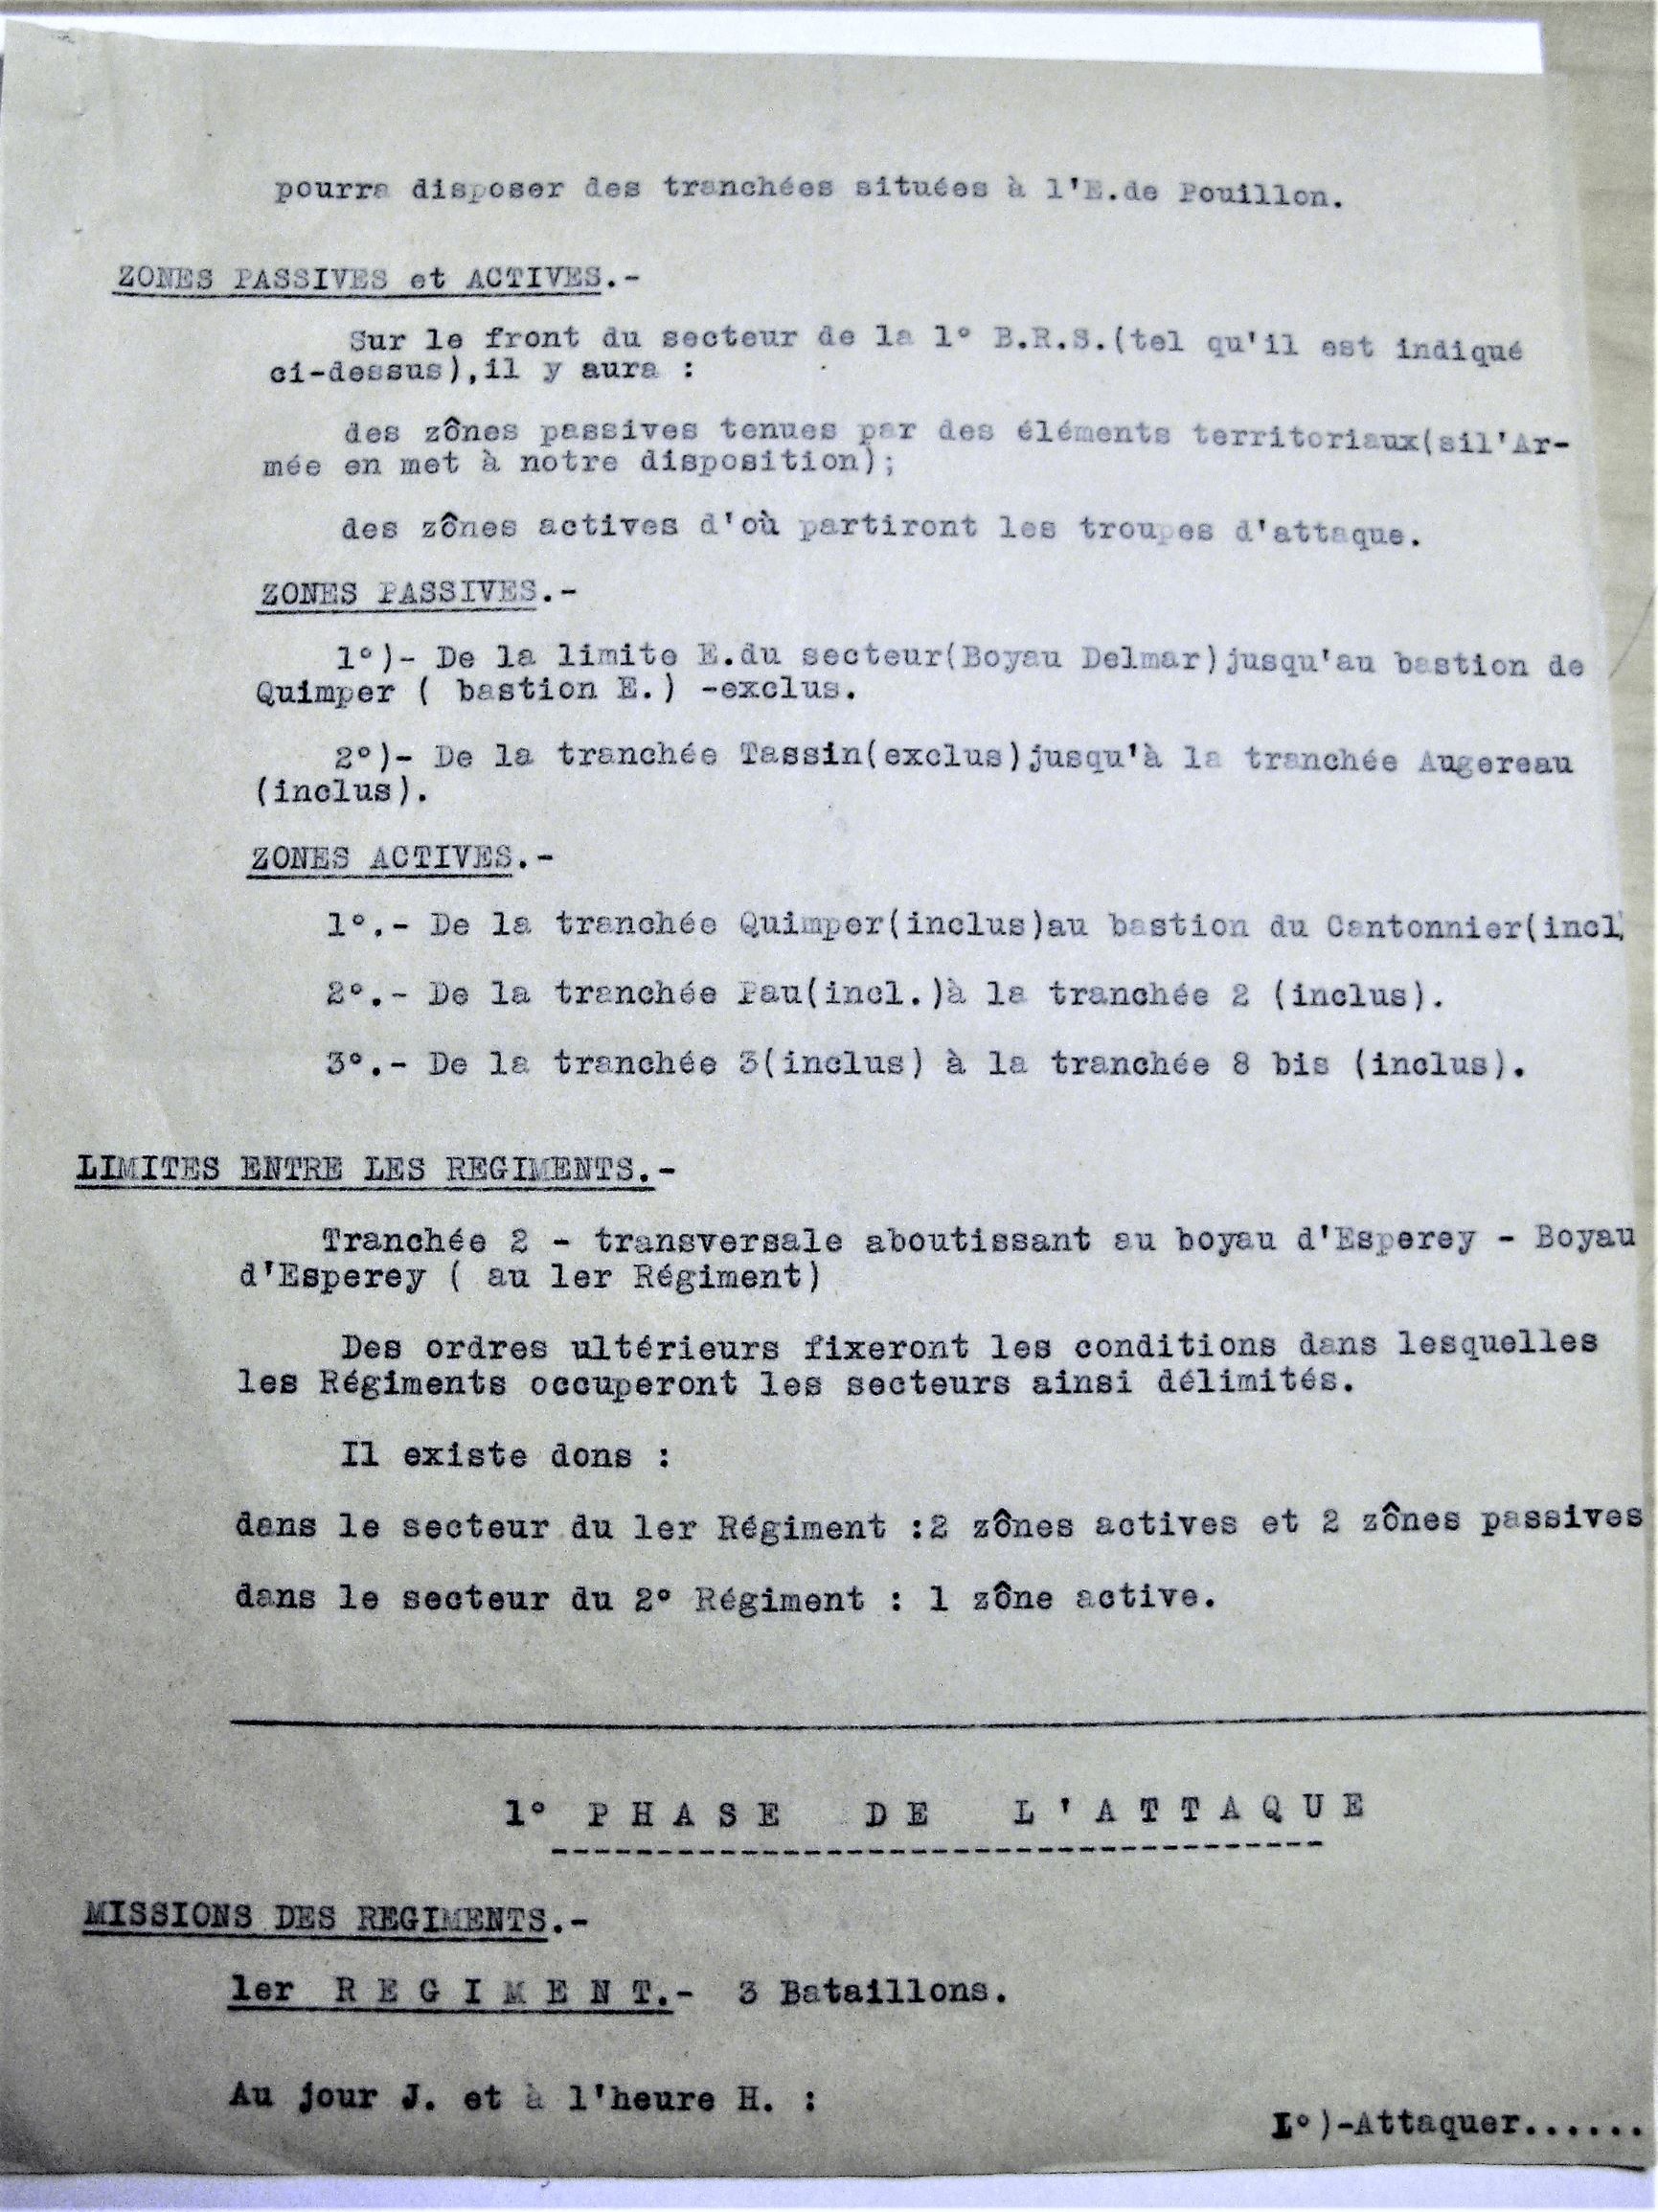 pourra disposer des tranchées situées à l'E.de Pouillon.
ZONES PASSIVES et ACTIVES.-
Sur le front du secteur de la 1° B.R.S.(tel qu'il est indiqué
ci-dessus),il y aura :
des zônes passives tenues par des éléments territoriaux(sil'Ar-
mée en met à notre disposition);
des zônes actives d'où partiront les troupes d'attaque.
ZONES PASSIVES.-
1°)- De la limite E.du secteur(Boyau Delmar)jusqu'au bastion de
Quimper ( bastion E.) -exclus.
2°)- De la tranchée Tassin(exclus)jusqu'à la tranchée Augereau
(inclus).
ZONES ACTIVES.-
1°.- De la tranchée Quimper(inclus)au bastion du Cantonnier(incl
2°.- De la tranchée Pau(incl.)à la tranchée 2 (inclus).
3°.- De la tranchée 3(inclus) à la tranchée 8 bis (inclus).
LIMITES ENTRE LES REGIMENTS.-
Tranchée 2 - transversale aboutissant au boyau d'Esperey - Boyau
d'Esperey ( au 1er Régiment)
Des ordres ultérieurs fixeront les conditions dans lesquelles
les Régiments occuperont les secteurs ainsi délimités.
Il existe dons :
dans le secteur du 1er Régiment :2 zônes actives et 2 zônes passives
dans le secteur du 2° Régiment : 1 zône active.
1° P H A S E   D E   L ' A T T A Q U E
MISSIONS DES REGIMENTS.-
1er R E G I M E N T.- 3 Bataillons.
Au jour J. et à l'heure H. :
I°)-Attaquer......